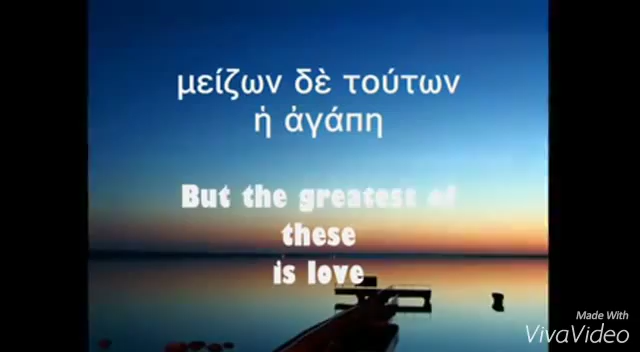 μείζων δὲ τούτων
ἡ ἀγάπη
But the greatest of
these
is love
Made With
VivaVideo